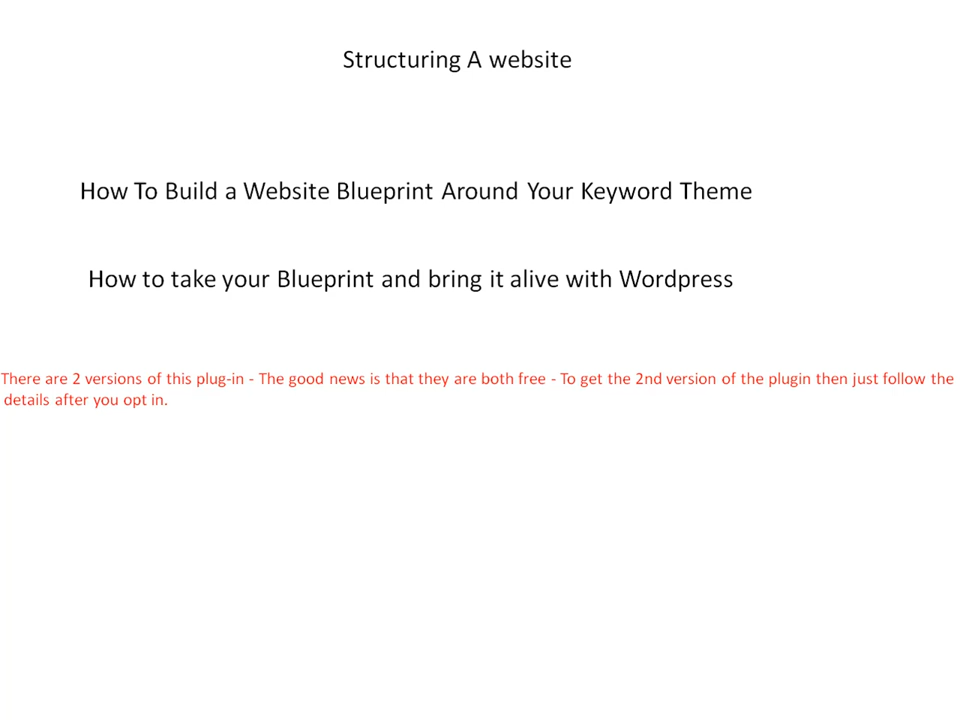 Structuring A website
How To Build a Website Blueprint Around Your Keyword Theme
How to take your Blueprint and bring it alive with Wordpress
There are 2 versions of this plug-in - The good news is that they are both free - To get the 2nd version of the plugin then just follow the
details after you opt in.